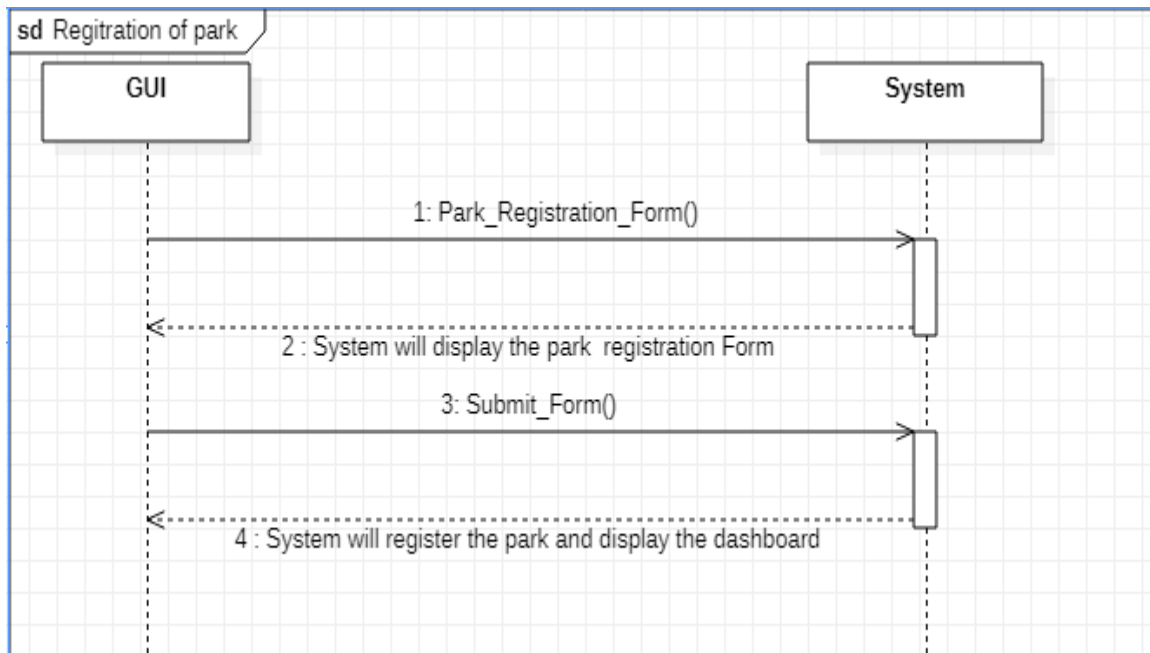 sd Regitration of park
GUI
System
1: Park_Registration_Form()
2 : System will display the park  registration Form
3: Submit_Form()
4 : System will register the park and display the dashboard